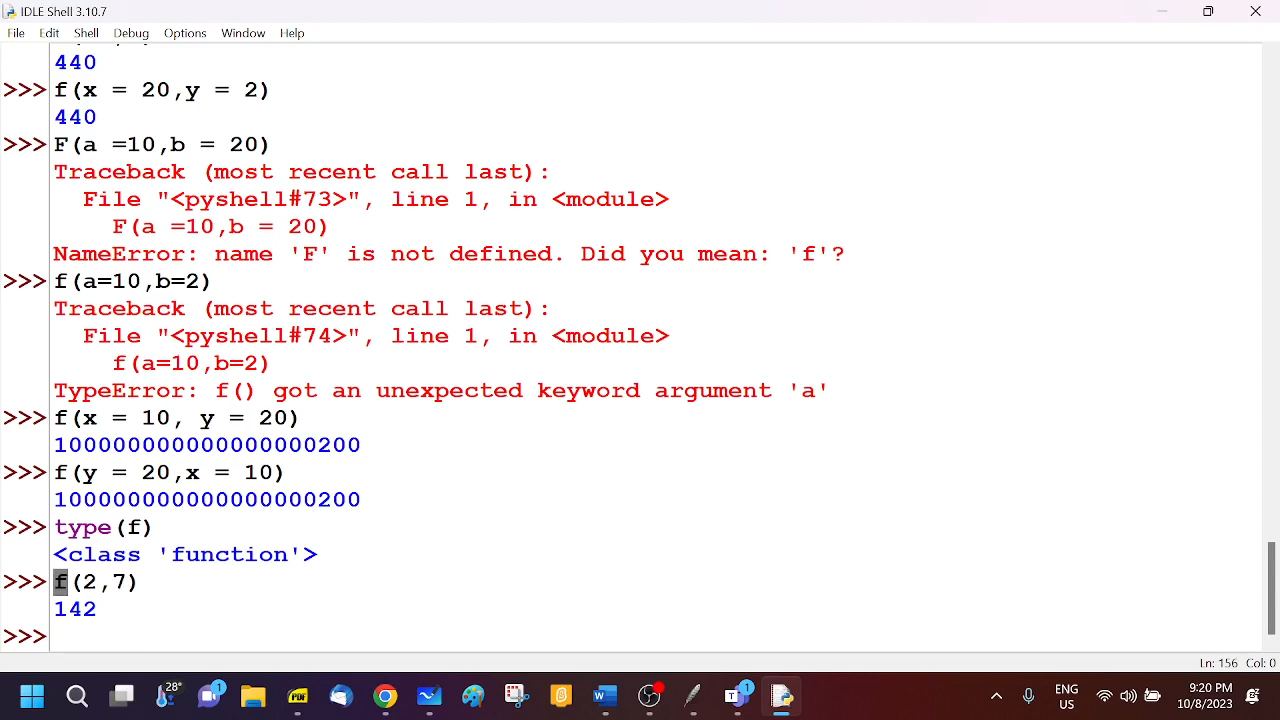 IDLE Shell 3.10.7
File Edit Shell Debug Options Window Help
440
>>> f(x = 20,y = 2)
440
>>> F(a =10,b = 20)
Traceback (most recent call last):
  File "<pyshell#73>", line 1, in <module>
    F(a =10,b = 20)
NameError: name 'F' is not defined. Did you mean: 'f'?
>>> f(a=10,b=2)
Traceback (most recent call last):
  File "<pyshell#74>", line 1, in <module>
    f(a=10,b=2)
TypeError: f() got an unexpected keyword argument 'a'
>>> f(x = 10, y = 20)
100000000000000000200
>>> f(y = 20,x = 10)
100000000000000000200
>>> type(f)
<class 'function'>
>>> f(2,7)
142
>>>
Ln: 156 Col: 0
28°
1
PDF
W
T
1
ENG
US
9:20 PM
10/8/2023